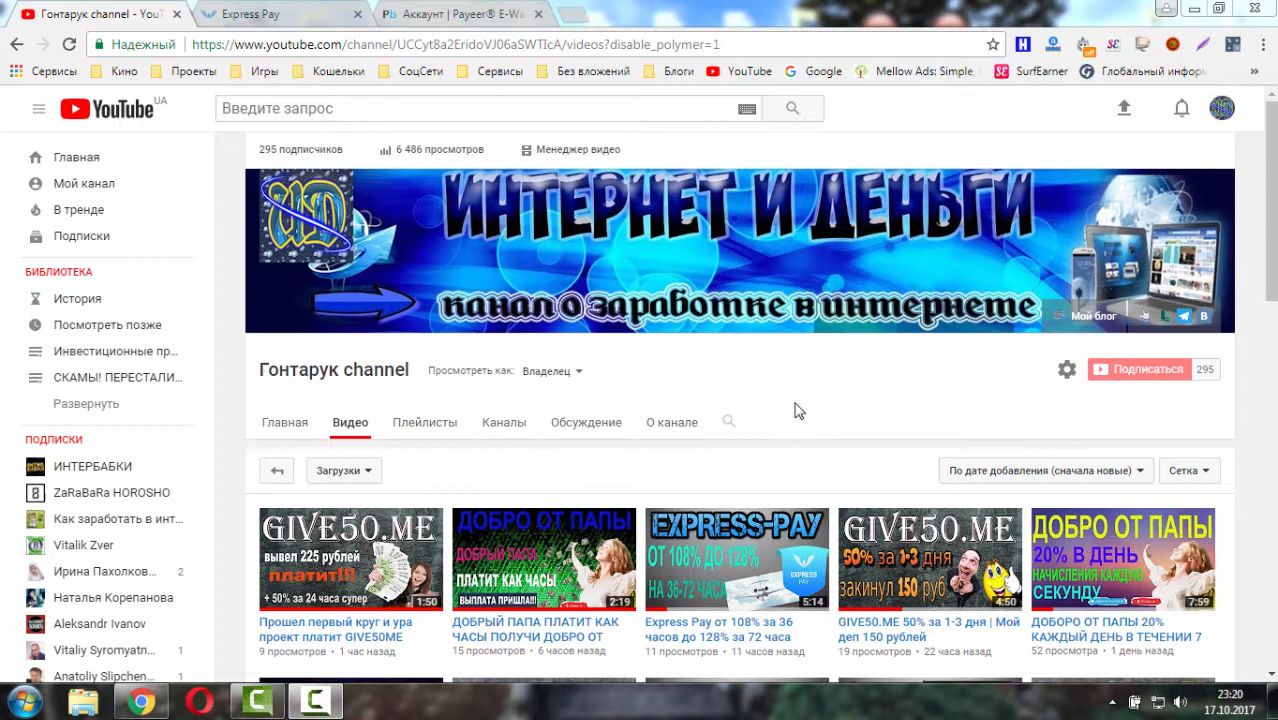 Гонтарук channel - YouT
Express Pay
Аккаунт | Payeer® E-Wa
Надежный
https://www.youtube.com/channel/UCCyt8a2EridoVJ06aSWT1cA/videos?disable_polymer=1
Сервисы
Кино
Проекты
Игры
Кошельки
СоцСети
Сервисы
вложений
Блоги
YouTube
Google
Mellow Ads: Simple,
SurfEarner
Глобальный инфор
YouTube UA
Введите запрос
Главная
Мой канал
В тренде
Подписки
БИБЛИОТЕКА
История
Посмотреть позже
Инвестиционные пр...
СКАМЫ! ПЕРЕСТАЛИ...
Развернуть
ПОДПИСКИ
ИНТЕРБАБКИ
ZaRaBaRa HOROSHO
Как заработать в инт...
Vitalik Zver
Ирина Пахолков... 2
Наталья Корепанова
Aleksandr Ivanov
Vitaliy Syromyatn... 1
Anatoliy Slipchen... 1
295 подписчиков
6 486 просмотров
Менеджер видео
ИНТЕРНЕТ И ДЕНЬГИ
канал о заработке в интернете
Мой блог
Гонтарук channel
Просмотреть как:
Владелец
Подписаться 295
Главная
Видео
Плейлисты
Каналы
Обсуждение
О канале
Загрузки
По дате добавления (сначала новые)
Сетка
GIVE50.ME
вывел 225 рублей
платит!!!
+ 50% за 24 часа супер
1:50
Прошел первый круг и ура
проект платит GIVE50ME
9 просмотров • 1 час назад
ДОБРО ОТ ПАПЫ
ДОБРЫЙ ПАПА
ПЛАТИТ КАК ЧАСЫ
ВЫПЛАТА ПРИШЛА!!!
2:19
ДОБРЫЙ ПАПА ПЛАТИТ КАК
ЧАСЫ ПОЛУЧИ ДОБРО ОТ
15 просмотров • 6 часов назад
EXPRESS-PAY
ОТ 108% ДО 128%
НА 36-72 ЧАСА
EXPRESS
PAY
5:14
Express Pay от 108% за 36
часов до 128% за 72 часа
11 просмотров • 11 часов назад
GIVE50.ME
50% за 1-3 дня
закинул 150 руб
4:50
GIVE50.ME 50% за 1-3 дня | Мой
деп 150 рублей
19 просмотров • 22 часа назад
ДОБРО ОТ ПАПЫ
20% В ДЕНЬ
НАЧИСЛЕНИЯ КАЖДУЮ
СЕКУНДУ
7:59
ДОБОРО ОТ ПАПЫ 20%
КАЖДЫЙ ДЕНЬ В ТЕЧЕНИИ 7
52 просмотра • 1 день назад
23:20
17.10.2017